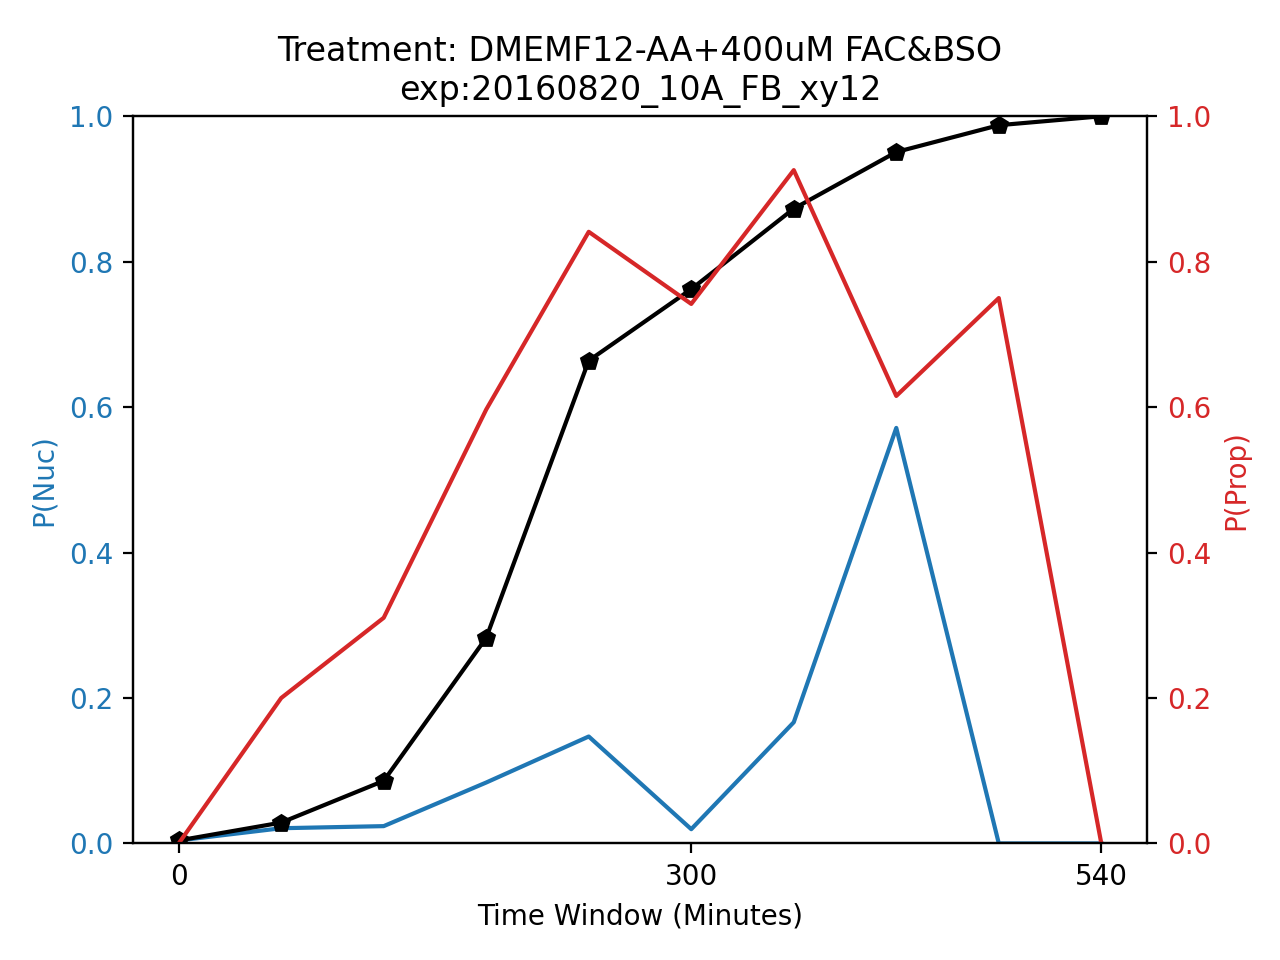 Treatment: DMEMF12-AA+400uM FAC&BSO
exp:20160820_10A_FB_xy12
1.0
0.8
0.6
0.4
0.2
0.0
P(Nuc)
1.0
0.8
0.6
0.4
0.2
0.0
P(Prop)
0 300 540
Time Window (Minutes)